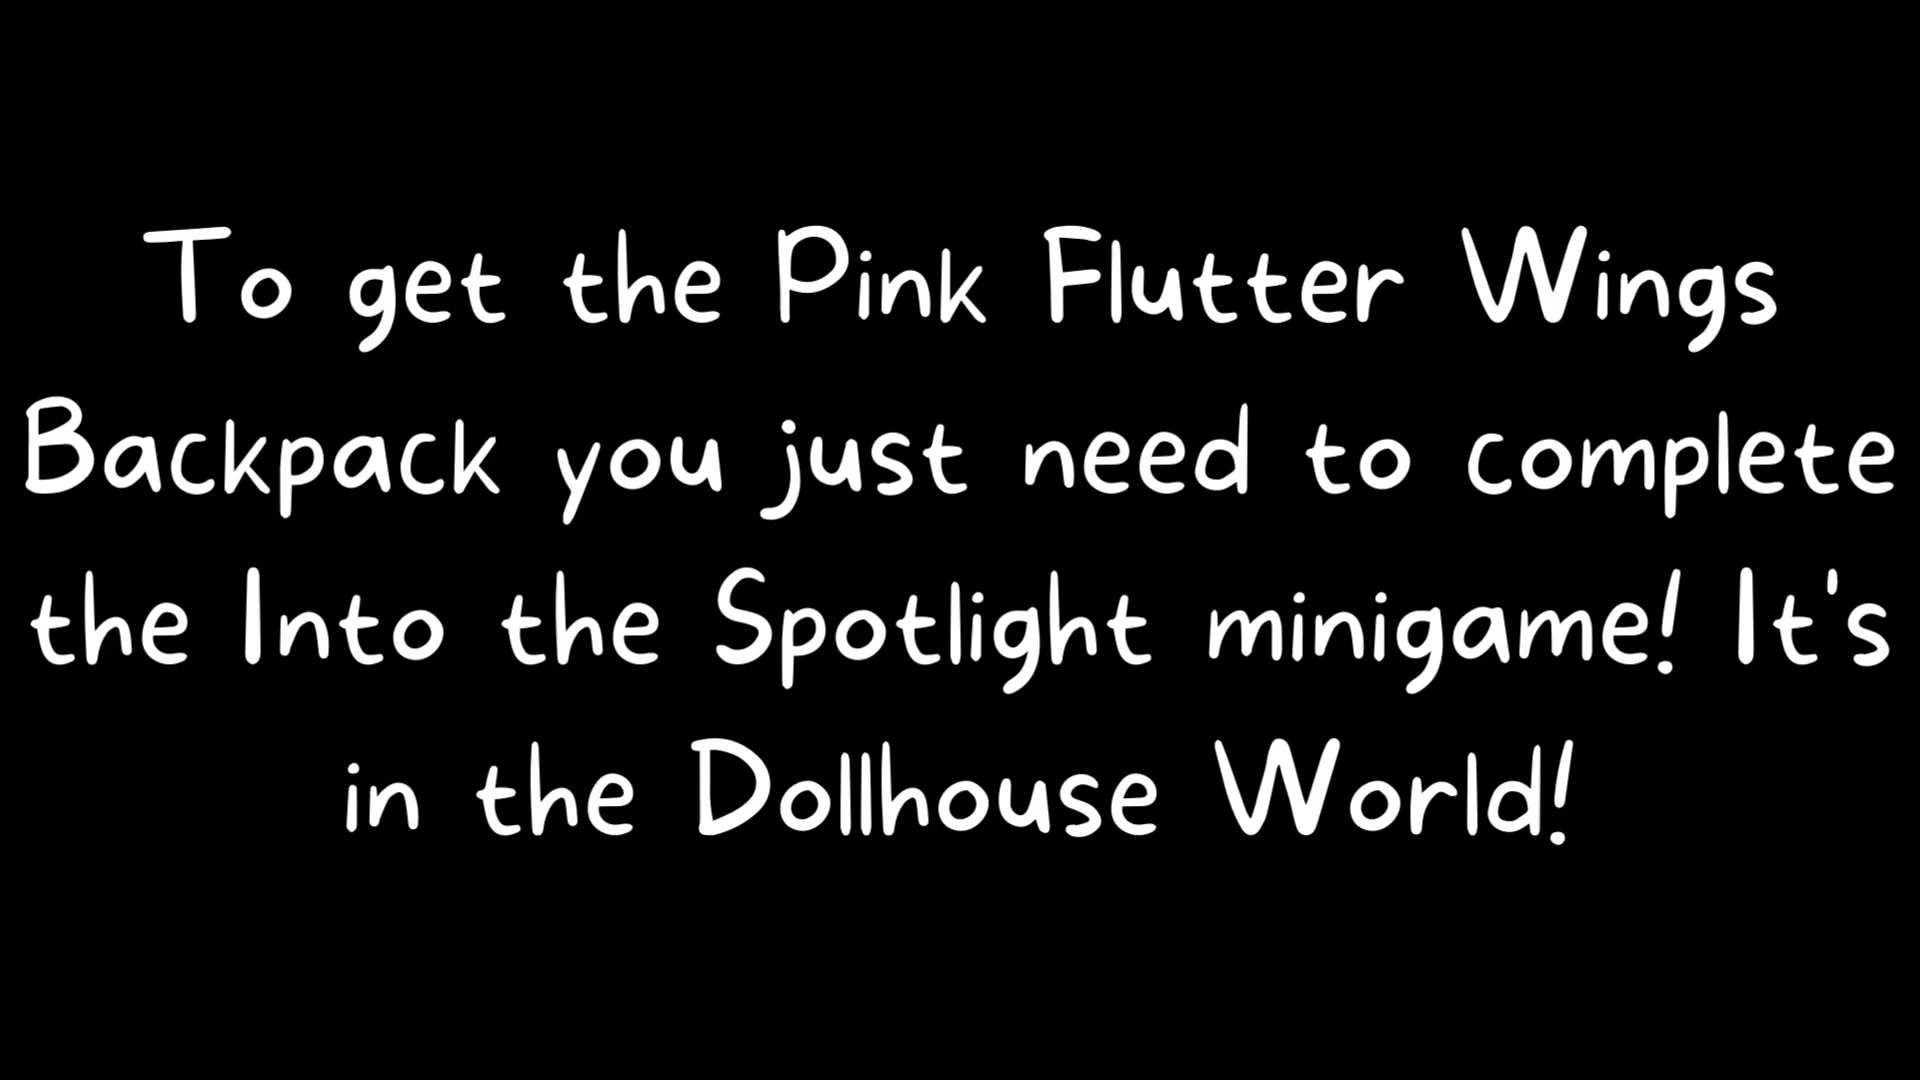 To get the Pink Flutter Wings
Backpack you just need to complete
the Into the Spotlight minigame! It's
in the Dollhouse World!